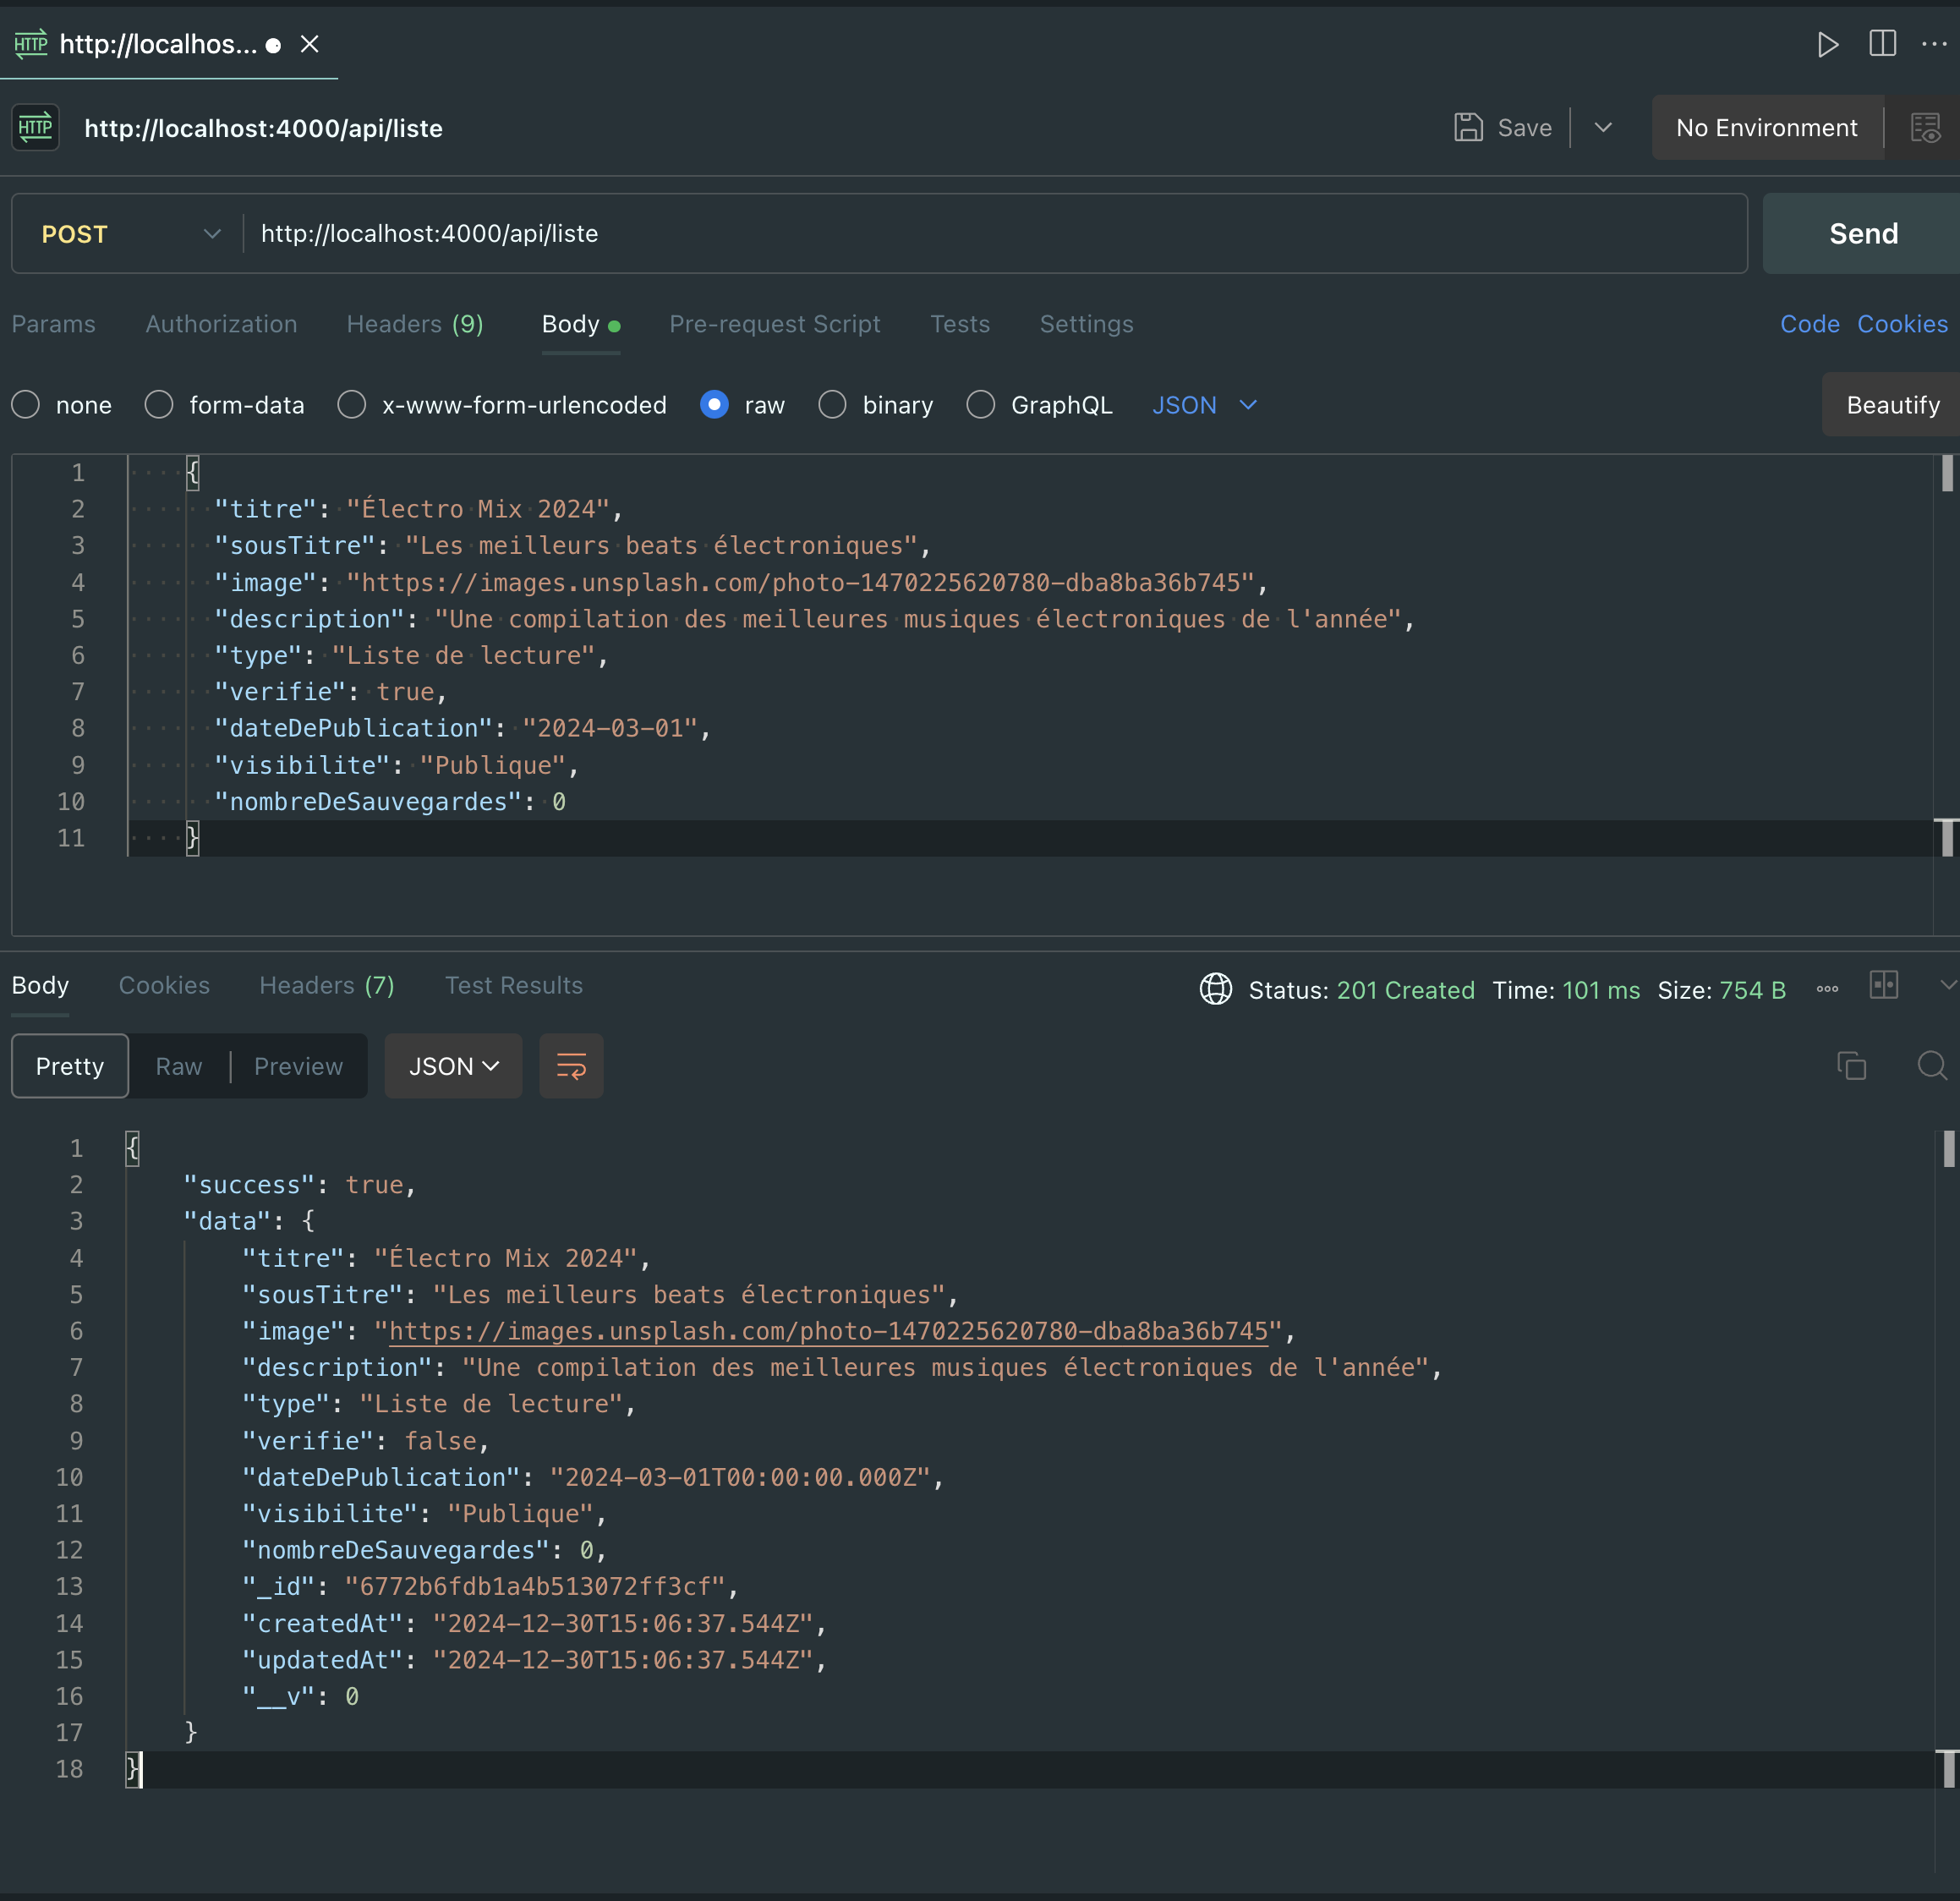 HTTP http://localhos...
HTTP http://localhost:4000/api/liste Save No Environment
POST http://localhost:4000/api/liste Send
Params Authorization Headers (9) Body Pre-request Script Tests Settings Code Cookies
none form-data x-www-form-urlencoded raw binary GraphQL JSON Beautify
1 {
2 "titre": "Électro Mix 2024",
3 "sousTitre": "Les meilleurs beats électroniques",
4 "image": "https://images.unsplash.com/photo-1470225620780-dba8ba36b745",
5 "description": "Une compilation des meilleures musiques électroniques de l'année",
6 "type": "Liste de lecture",
7 "verifie": true,
8 "dateDePublication": "2024-03-01",
9 "visibilite": "Publique",
10 "nombreDeSauvegardes": 0
11 }
Body Cookies Headers (7) Test Results Status: 201 Created Time: 101 ms Size: 754 B
Pretty Raw Preview JSON
1 {
2 "success": true,
3 "data": {
4 "titre": "Électro Mix 2024",
5 "sousTitre": "Les meilleurs beats électroniques",
6 "image": "https://images.unsplash.com/photo-1470225620780-dba8ba36b745",
7 "description": "Une compilation des meilleures musiques électroniques de l'année",
8 "type": "Liste de lecture",
9 "verifie": false,
10 "dateDePublication": "2024-03-01T00:00:00.000Z",
11 "visibilite": "Publique",
12 "nombreDeSauvegardes": 0,
13 "_id": "6772b6fdb1a4b513072ff3cf",
14 "createdAt": "2024-12-30T15:06:37.544Z",
15 "updatedAt": "2024-12-30T15:06:37.544Z",
16 "__v": 0
17 }
18 }